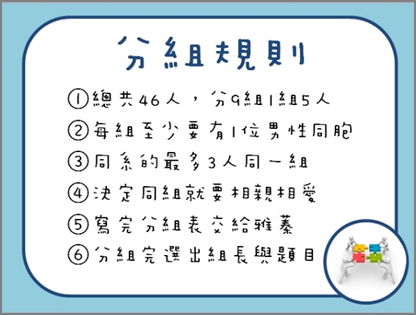 分組規則
①總共46人，分9組1組5人
②每組至少要有1位男性同胞
③同系的最多3人同一組
④決定同組就要相親相愛
⑤寫完分組表交給雅蓁
⑥分組完選出組長與題目